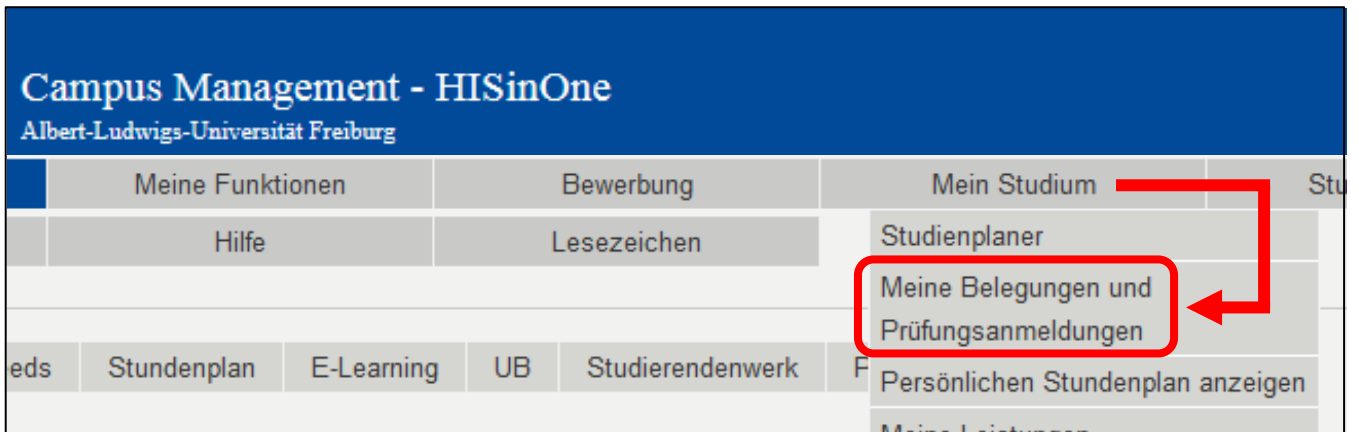 Campus Management - HISinOne
Albert-Ludwigs-Universität Freiburg
Meine Funktionen
Bewerbung
Mein Studium
Hilfe
Lesezeichen
Studienplaner
Meine Belegungen und
Prüfungsanmeldungen
Stundenplan
E-Learning
UB
Studierendenwerk
Persönlichen Stundenplan anzeigen